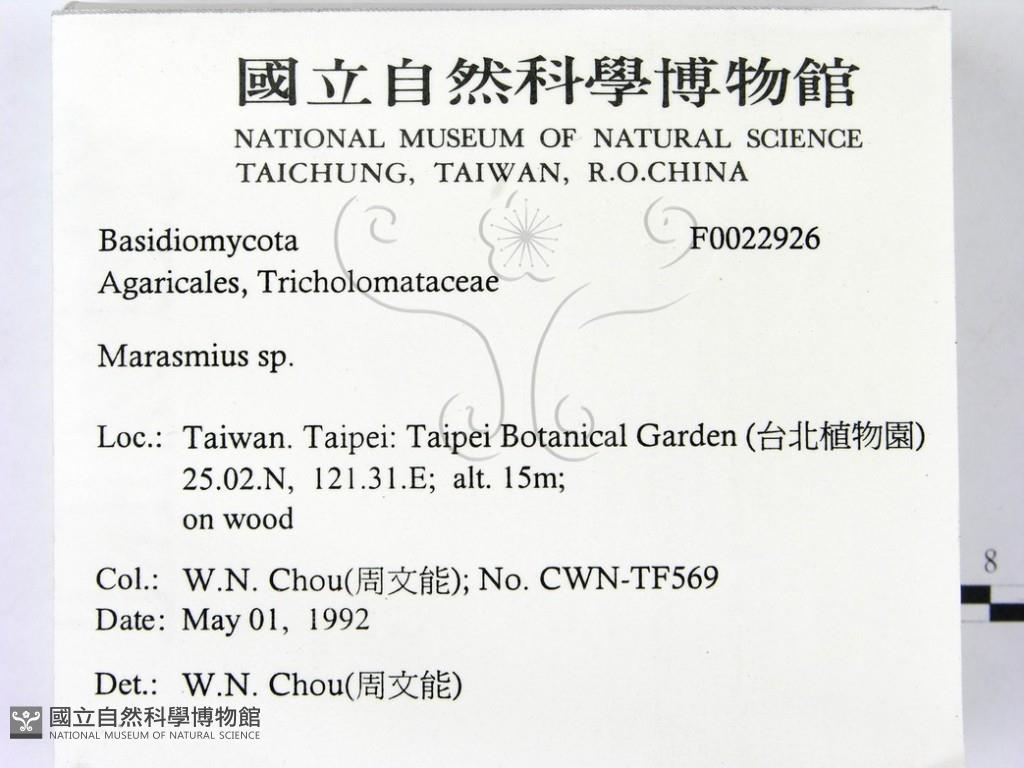 國立自然科學博物館
NATIONAL MUSEUM OF NATURAL SCIENCE
TAICHUNG, TAIWAN, R.O.CHINA
Basidiomycota F0022926
Agaricales, Tricholomataceae
Marasmius sp.
Loc.: Taiwan. Taipei: Taipei Botanical Garden (台北植物園)
25.02.N, 121.31.E; alt. 15m;
on wood
8
Col.: W.N. Chou(周文能); No. CWN-TF569
Date: May 01, 1992
Det.: W.N. Chou(周文能)
國立自然科學博物館
NATIONAL MUSEUM OF NATURAL SCIENCE